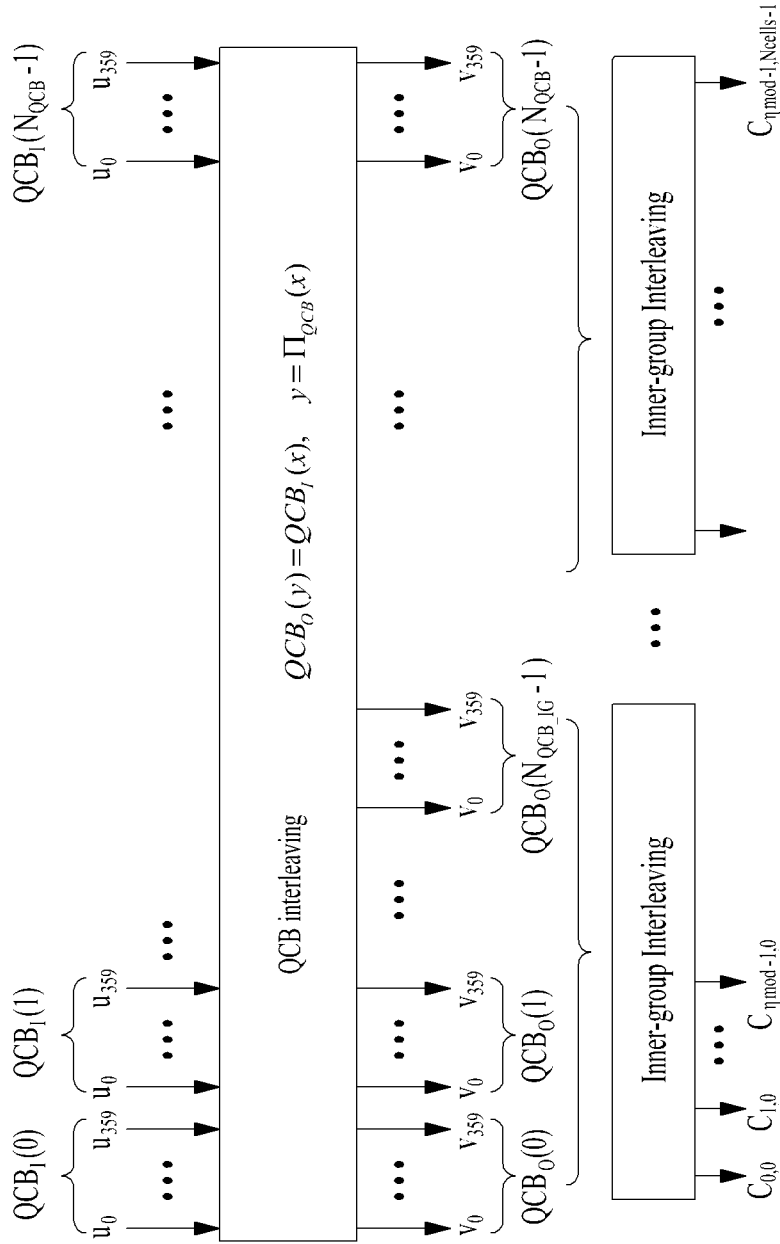 QCB_I(0) QCB_I(1) QCB_I(N_QCB -1)
u_0 ••• u_359 u_0 ••• u_359 ••• ••• u_0 ••• u_359
QCB interleaving ••• QCB_O(y) = QCB_I(x), y = Π_QCB(x)
v_0 ••• v_359 v_0 ••• v_359 ••• v_0 ••• v_359 ••• v_0 ••• v_359
QCB_O(0) QCB_O(1) QCB_O(N_QCB_IG -1) QCB_O(N_QCB -1)
Inner-group Interleaving ••• Inner-group Interleaving
C_0,0 C_1,0 ••• C_ηmod -1,0 ••• C_ηmod -1,Ncells -1